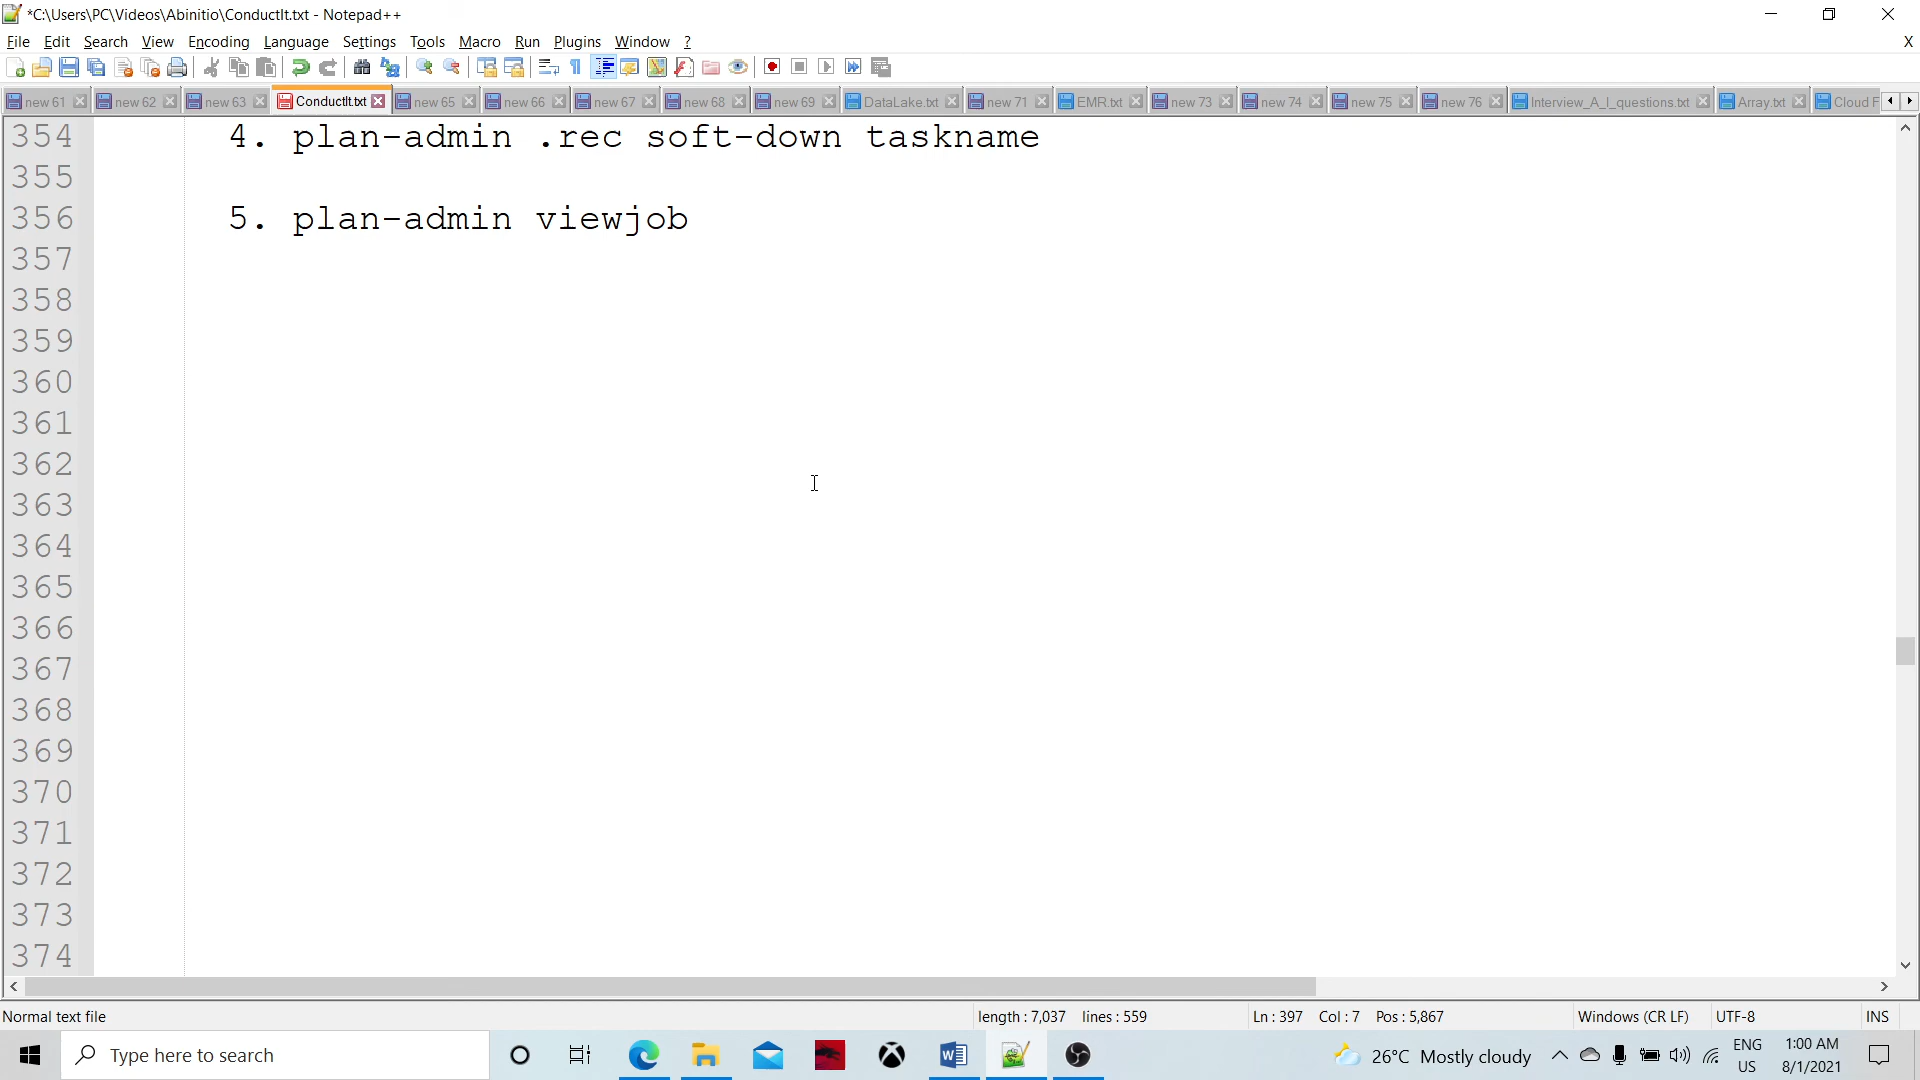 *C:\Users\PC\Videos\Abinitio\ConductIt.txt - Notepad++
File Edit Search View Encoding Language Settings Tools Macro Run Plugins Window ? X
new 61 new 62 new 63 ConductIt.txt new 65 new 66 new 67 new 68 new 69 DataLake.txt new 71 EMR.txt new 73 new 74 new 75 new 76 Interview_A_I_questions.txt Array.txt Cloud F
354 4. plan-admin .rec soft-down taskname
355
356 5. plan-admin viewjob
357
358
359
360
361
362
363
364
365
366
367
368
369
370
371
372
373
374
Normal text file length : 7,037 lines : 559 Ln : 397 Col : 7 Pos : 5,867 Windows (CR LF) UTF-8 INS
Type here to search 26°C Mostly cloudy ENG US 1:00 AM 8/1/2021